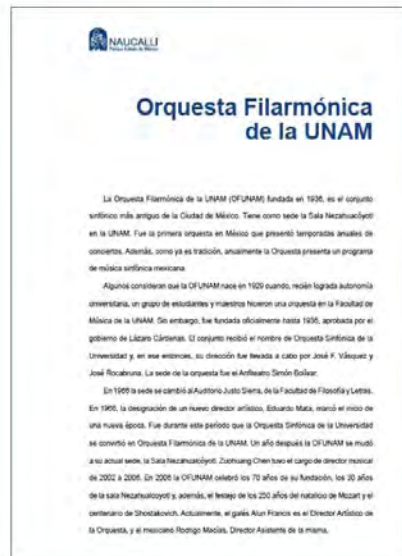 NAUCALLI
Orquesta Filarmónica
de la UNAM
La Orquesta Filarmónica de la UNAM (OFUNAM) fundada en 1936, es el conjunto
sinfónico más antiguo de la Ciudad de México. Tiene como sede la Sala Nezahualcóyotl
en la UNAM. Fue la primera orquesta en México que presentó temporadas anuales de
conciertos. Además, como ya es tradición, anualmente la Orquesta presenta un programa
de música sinfónica mexicana.
Algunos consideran que la OFUNAM nace en 1929 cuando, recién lograda autonomía
universitaria, un grupo de estudiantes y maestros hicieron una orquesta en la Facultad de
Música de la UNAM. Sin embargo, fue fundada oficialmente hasta 1936, aprobada por el
gobierno de Lázaro Cárdenas. El conjunto recibió el nombre de Orquesta Sinfónica de la
Universidad y, en ese entonces, su dirección fue llevada a cabo por José F. Vásquez y
José Rocabruna. La sede de la orquesta fue el Anfiteatro Simón Bolívar.
En 1966 la sede se cambió al Auditorio Justo Sierra, de la Facultad de Filosofía y Letras.
En 1966, la designación de un nuevo director artístico, Eduardo Mata, marcó el inicio de
una nueva época. Fue durante este periodo que la Orquesta Sinfónica de la Universidad
se convirtió en Orquesta Filarmónica de la UNAM. Un año después la OFUNAM se mudó
a su actual sede, la Sala Nezahualcóyotl. Zuohuang Chen tuvo el cargo de director musical
de 2002 a 2006. En 2006 la OFUNAM celebró los 70 años de su fundación, los 30 años
de la sala Nezahualcoyotl y, además, el festejo de los 250 años del natalicio de Mozart y el
centenario de Shostakovich. Actualmente, el galés Alun Francis es el Director Artístico de
la Orquesta, y el mexicano Rodrigo Macías, Director Asistente de la misma.